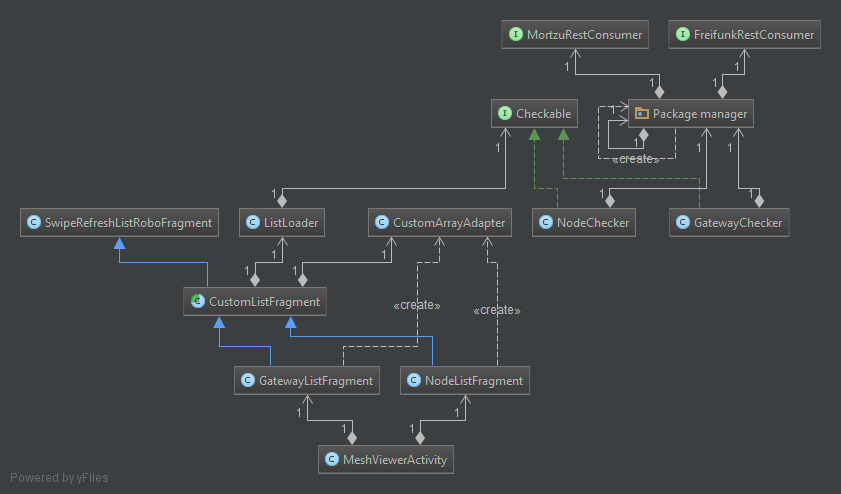 I MortzuRestConsumer
I FreifunkRestConsumer
1
1
1
1
I Checkable
1
Package manager
1
«create»
1
1
1
1
1
1
C SwipeRefreshListRoboFragment
C ListLoader
C CustomArrayAdapter
C NodeChecker
C GatewayChecker
1
1
1
1
C CustomListFragment
«create»
«create»
C GatewayListFragment
C NodeListFragment
1
1
1
1
C MeshViewerActivity
Powered by yFiles